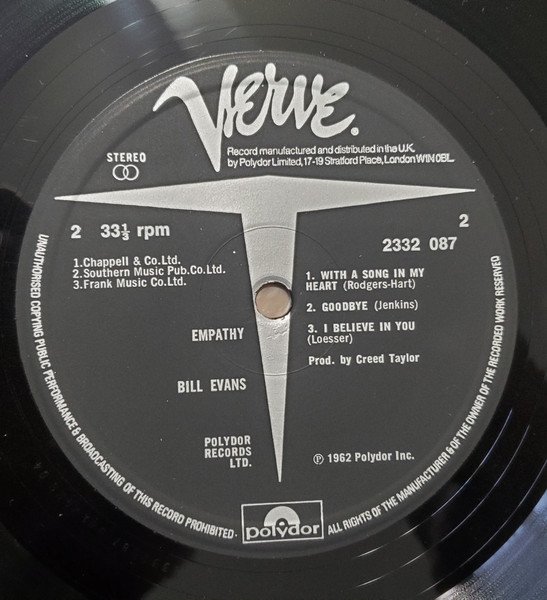 Verve.
Record manufactured and distributed in the U.K.
by Polydor Limited, 17-19 Stratford Place, London W1N 0BL.
STEREO
2 33⅓ rpm
2
2332 087
1.Chappell & Co.Ltd.
2.Southern Music Pub.Co.Ltd.
3.Frank Music Co.Ltd.
1. WITH A SONG IN MY
HEART (Rodgers-Hart)
2. GOODBYE (Jenkins)
3. I BELIEVE IN YOU
(Loesser)
Prod. by Creed Taylor
EMPATHY
BILL EVANS
POLYDOR
RECORDS
LTD.
℗ 1962 Polydor Inc.
UNAUTHORISED COPYING PUBLIC PERFORMANCE & BROADCASTING OF THIS RECORD PROHIBITED·
polydor
ALL RIGHTS OF THE MANUFACTURER & OF THE OWNER OF THE RECORDED WORK RESERVED